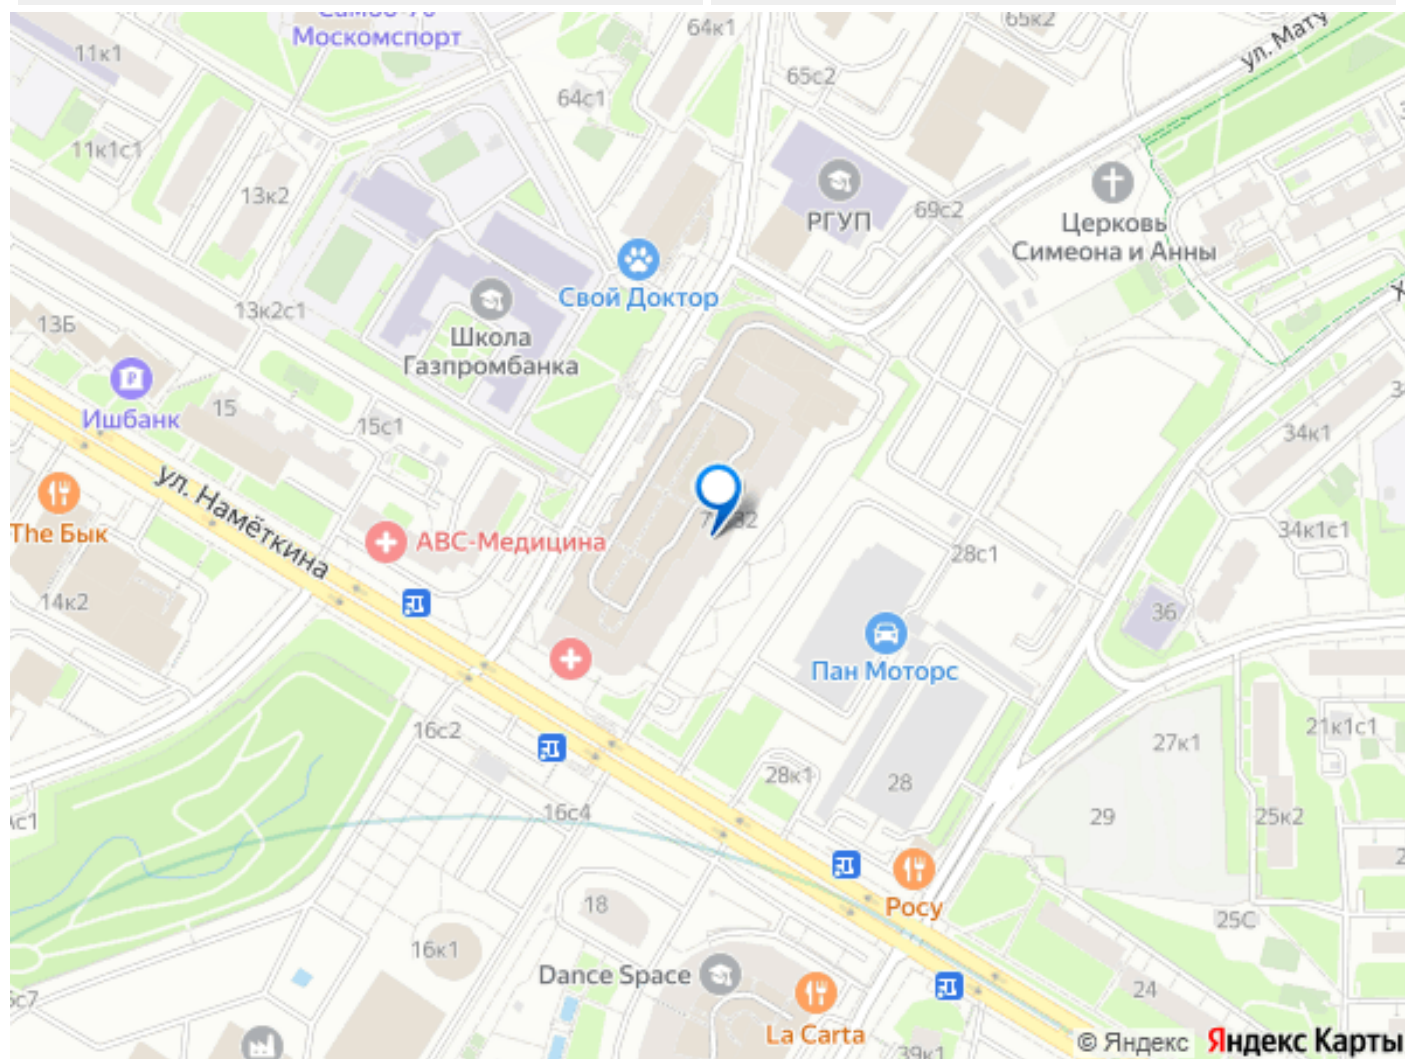 Москомспорт
64к1
65к2
ул. Мату
11к1
65с2
64с1
11к1с1
13к2
РГУП
69с2
Церковь
Симеона и Анны
Свой Доктор
13к2с1
13Б
Школа
Газпромбанка
Ишбанк
15
15с1
34к1
ул. Намёткина
The Бык
АВС-Медицина
28с1
34к1с1
14к2
36
Пан Моторс
16с2
27к1
21к1с1
28к1
28
16с4
29
25к2
Росу
18
25С
16к1
Dance Space
24
La Carta
39к1
© Яндекс
Яндекс Карты